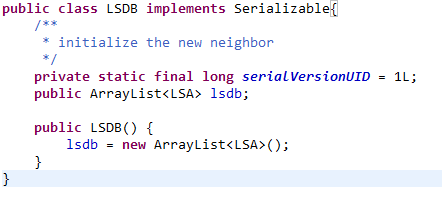 public class LSDB implements Serializable{
    /**
     * initialize the new neighbor
     */
    private static final long serialVersionUID = 1L;
    public ArrayList<LSA> lsdb;

    public LSDB() {
        lsdb = new ArrayList<LSA>();
    }
}